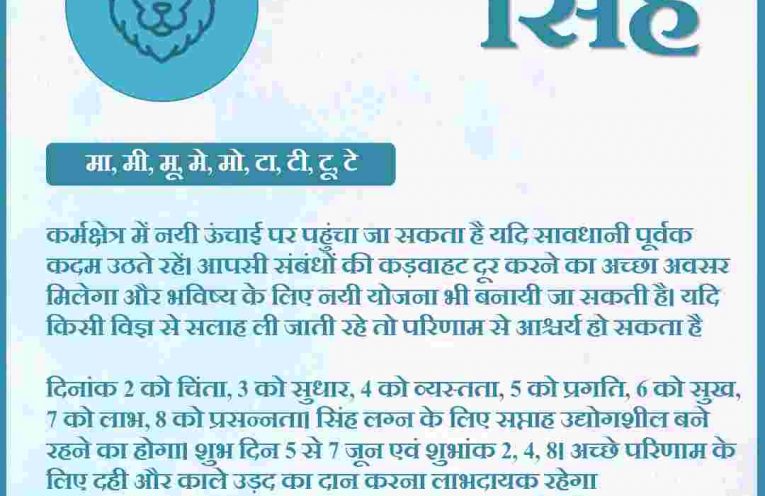 सिंह
मा, मी, मू, मे, मो, टा, टी, टू, टे
कर्मक्षेत्र में नयी ऊंचाई पर पहुंचा जा सकता है यदि सावधानी पूर्वक
कदम उठते रहें। आपसी संबंधों की कड़वाहट दूर करने का अच्छा अवसर
मिलेगा और भविष्य के लिए नयी योजना भी बनायी जा सकती है। यदि
किसी विज्ञ से सलाह ली जाती रहे तो परिणाम से आश्चर्य हो सकता है
दिनांक 2 को चिंता, 3 को सुधार, 4 को व्यस्तता, 5 को प्रगति, 6 को सुख,
7 को लाभ, 8 को प्रसन्नता। सिंह लग्न के लिए सप्ताह उद्योगशील बने
रहने का होगा। शुभ दिन 5 से 7 जून एवं शुभांक 2, 4, 8। अच्छे परिणाम के
लिए दही और काले उड़द का दान करना लाभदायक रहेगा